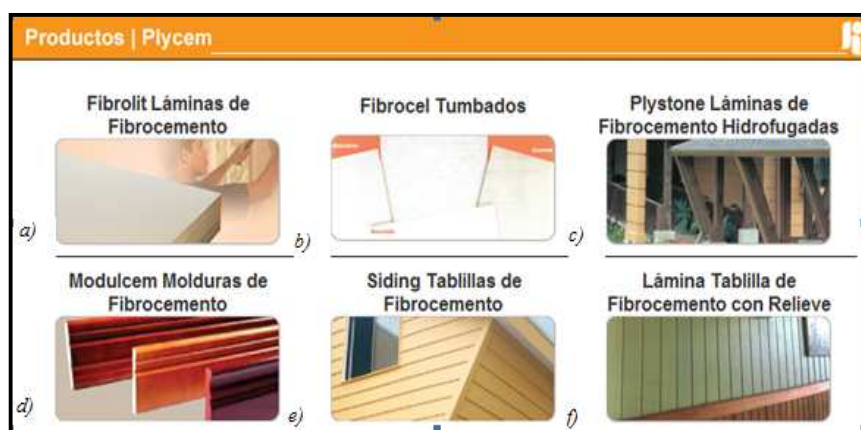 Productos | Plycem
Fibrolit Láminas de
Fibrocemento
Fibrocel Tumbados
Plystone Láminas de
Fibrocemento Hidrofugadas
a)
b)
c)
Modulcem Molduras de
Fibrocemento
Siding Tablillas de
Fibrocemento
Lámina Tablilla de
Fibrocemento con Relieve
d)
e)
f)